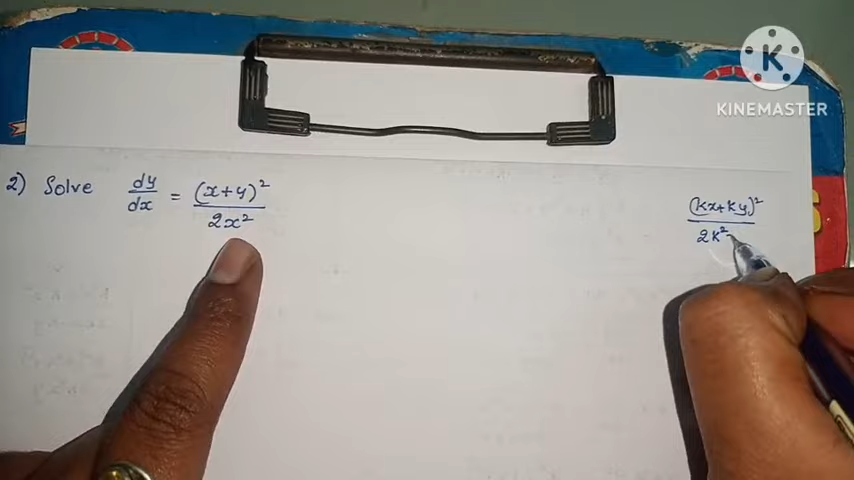 KINEMASTER
2) Solve dy/dx = (x+y)²/2x²
(kx+ky)²/2k²